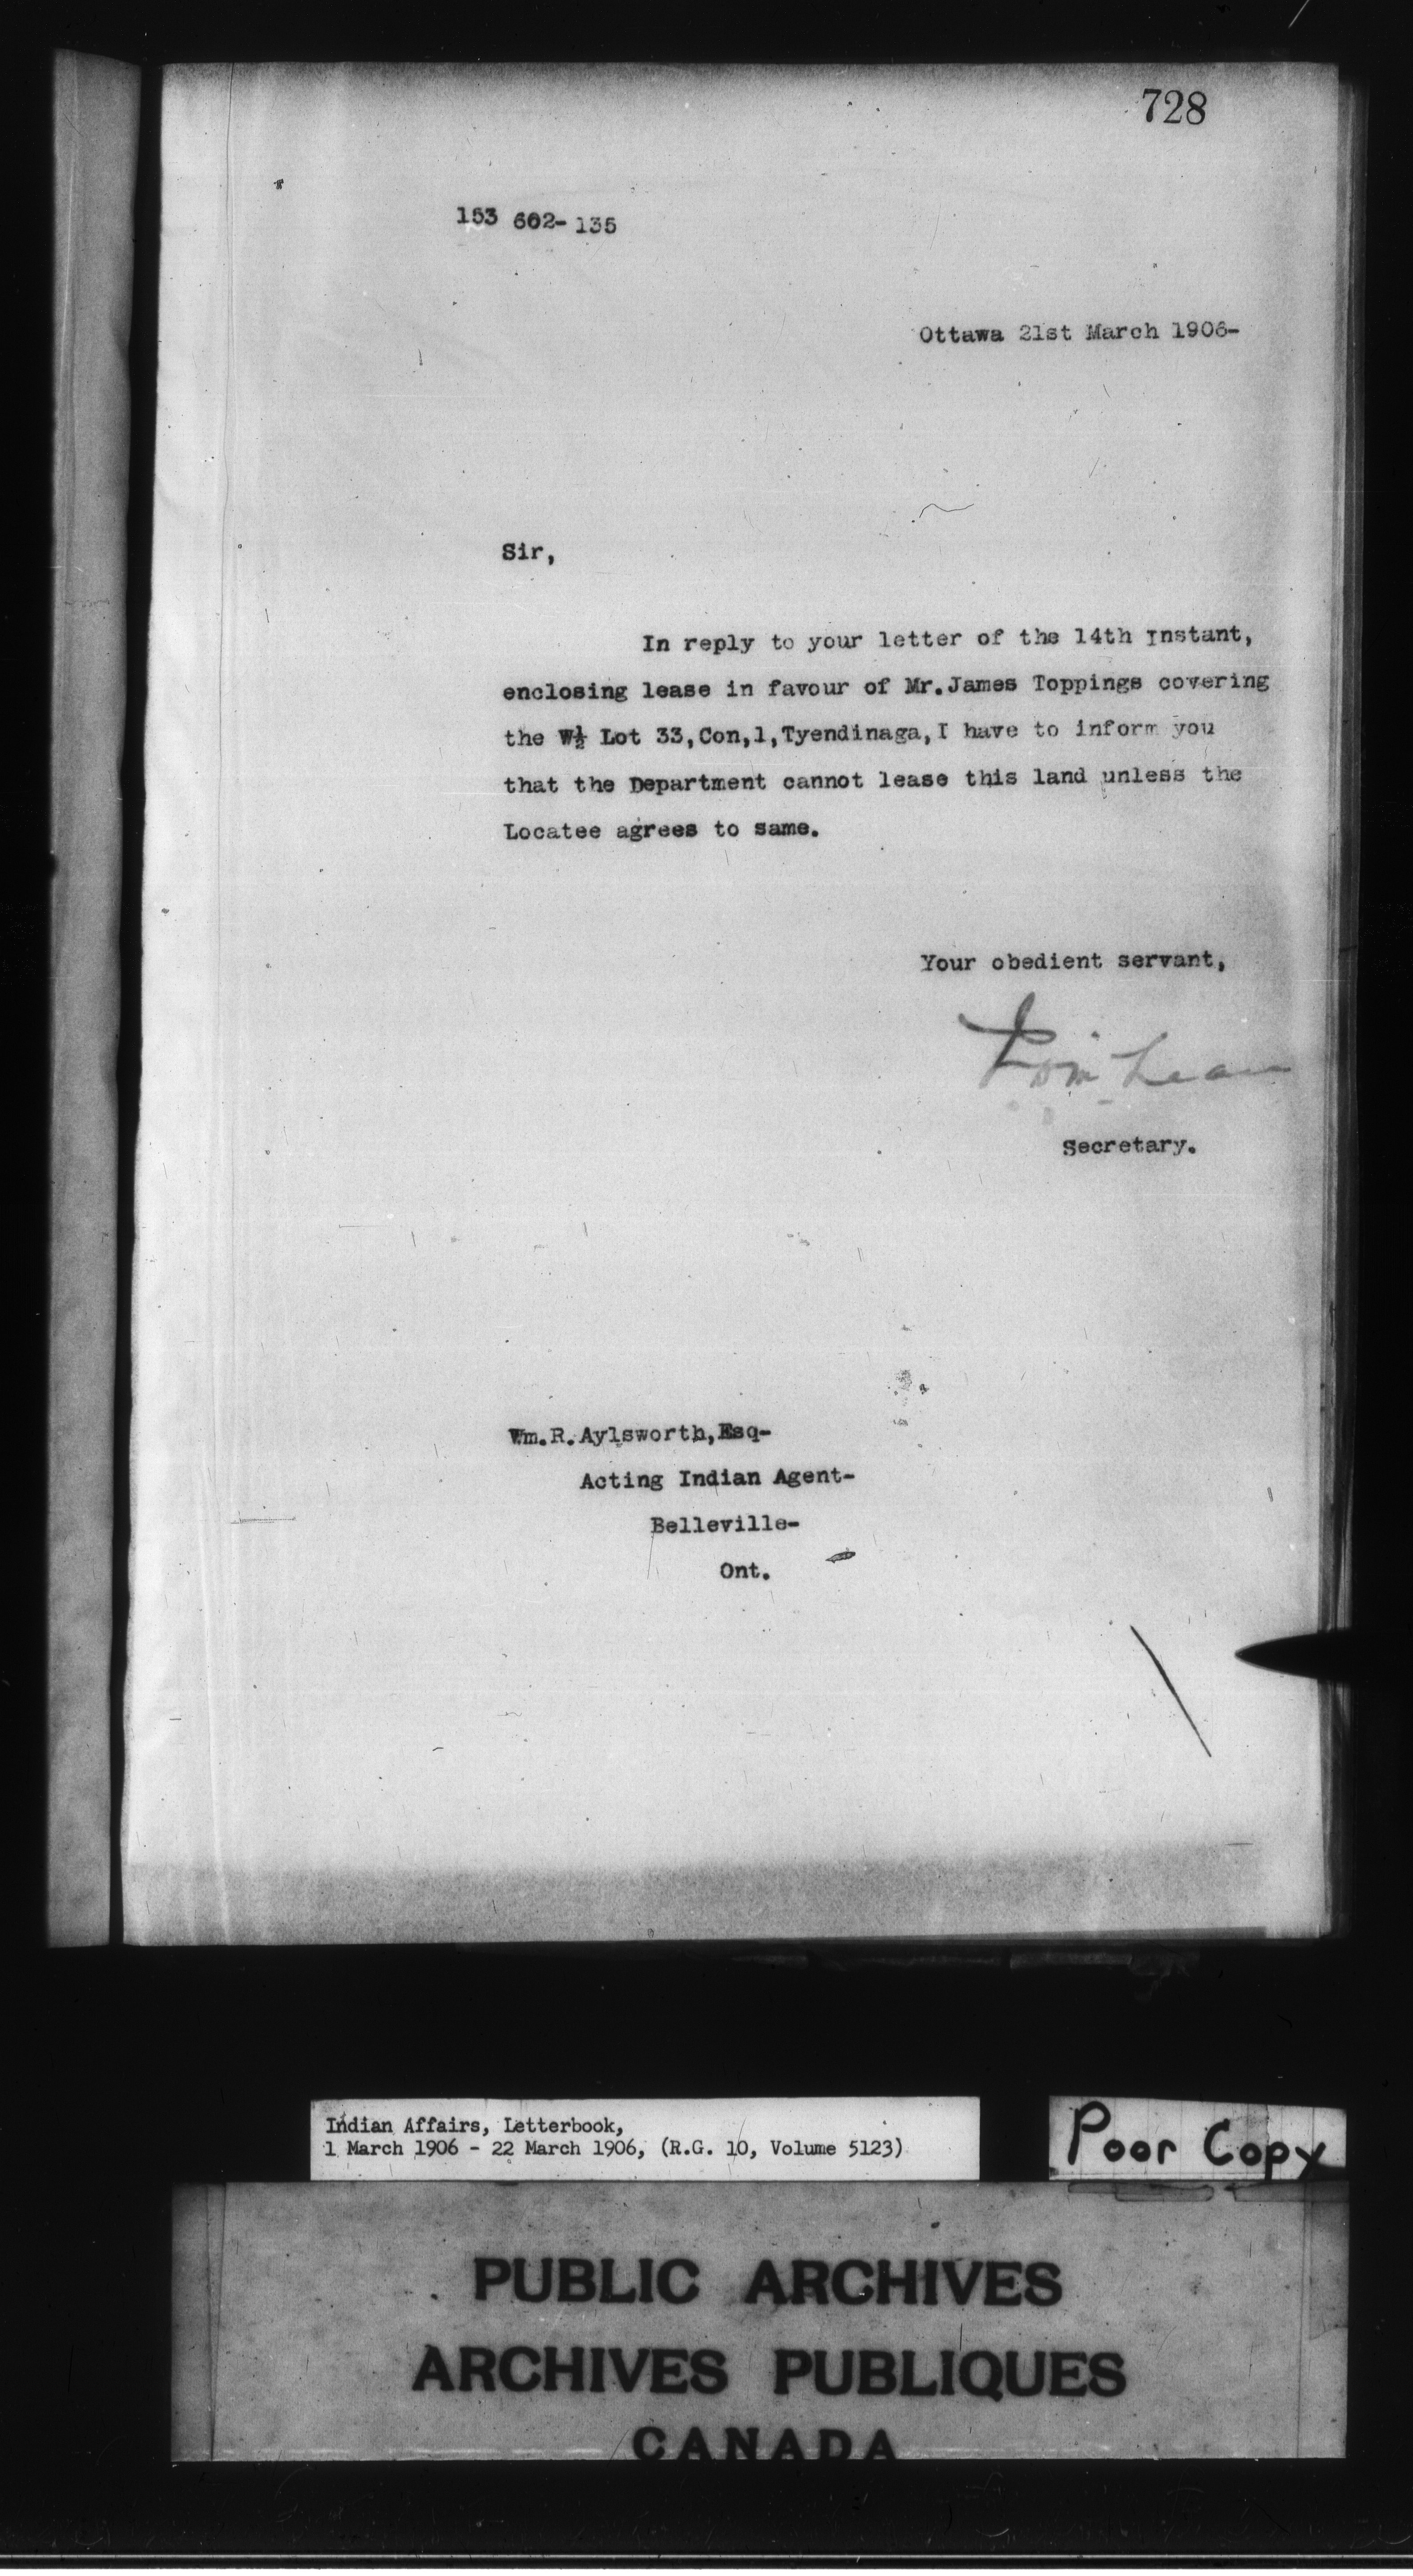 728
153 602-135
Ottawa 21st March 1906-
Sir,
In reply to your letter of the 14th Instant,
enclosing lease in favour of Mr.James Toppings covering
the W½ Lot 33,Con,1,Tyendinaga,I have to inform you
that the Department cannot lease this land unless the
Locatee agrees to same.
Your obedient servant,
Secretary.
Wm.R.Aylsworth,Esq-
Acting Indian Agent-
Belleville-
Ont.
Indian Affairs, Letterbook,
1 March 1906 - 22 March 1906, (R.G. 10, Volume 5123)
Poor Copy
PUBLIC ARCHIVES
ARCHIVES PUBLIQUES
CANADA